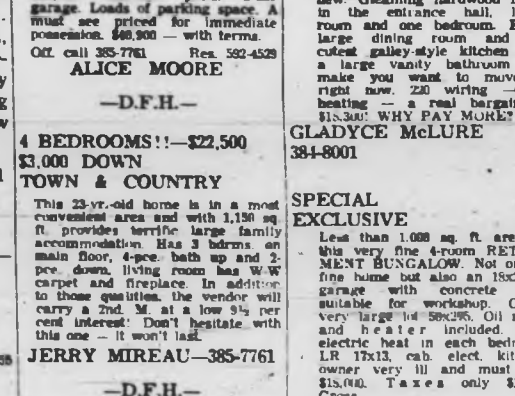 garage. Loads of parking space. A
must see priced for immediate
possession. $40,900 — with terms.
Off. call 385-7761 Res. 592-4529
ALICE MOORE
—D.F.H.—
4 BEDROOMS!!—$22,500
$3,000 DOWN
TOWN & COUNTRY
This 23-yr.-old home is in a most
convenient area and with 1,150 sq.
ft. provides terrific large family
accommodation. Has 3 bdrms. on
main floor, 4-pce. bath up and 2-
pce. down, living room has W-W
carpet and fireplace. In addition
to those qualities, the vendor will
carry a 2nd. M. at a low 9½ per
cent interest! Don't hesitate with
this one — it won't last.
JERRY MIREAU—385-7761
—D.F.H.—
in the entrance hall,
room and one bedroom.
large dining room and
cutest galley-style kitchen
a large vanity bathroom
make you want to move
right now. 220 wiring —
heating — a real bargain
$15,300! WHY PAY MORE?
GLADYCE McLURE
384-8001
SPECIAL
EXCLUSIVE
Less than 1,008 sq. ft. are
this very fine 4-room RET
MENT BUNGALOW. Not on
fine home but also an 18x
garage with concrete
suitable for workshop.
very large lot 58x295. Oil
and heater included.
electric heat in each bedr
LR 17x13, cab. elect. kit
owner very ill and must
$15,000. Taxes only